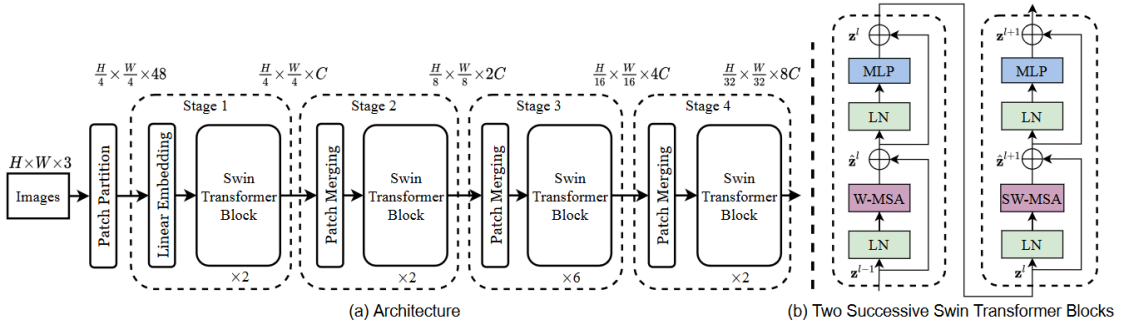 H×W×3
Images
H/4 × W/4 × 48
Patch Partition
H/4 × W/4 × C
Stage 1
Linear Embedding
Swin
Transformer
Block
×2
H/8 × W/8 × 2C
Stage 2
Patch Merging
Swin
Transformer
Block
×2
H/16 × W/16 × 4C
Stage 3
Patch Merging
Swin
Transformer
Block
×6
H/32 × W/32 × 8C
Stage 4
Patch Merging
Swin
Transformer
Block
×2
(a) Architecture
z^l
MLP
LN
ẑ^l
W-MSA
LN
z^{l-1}
z^{l+1}
MLP
LN
ẑ^{l+1}
SW-MSA
LN
z^l
(b) Two Successive Swin Transformer Blocks